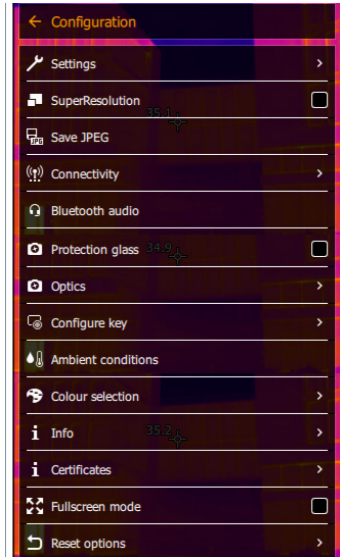 Configuration
Settings
SuperResolution
35.1
JPG
Save JPEG
Connectivity
Bluetooth audio
Protection glass
34.9
Optics
Configure key
Ambient conditions
Colour selection
Info
35.2
Certificates
Fullscreen mode
Reset options